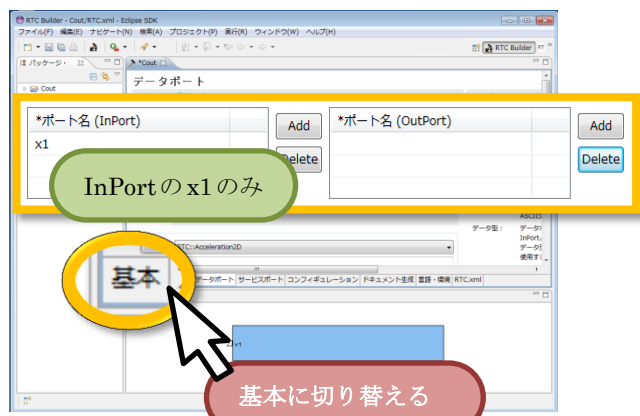 RTC Builder - Cout/RTC.xml - Eclipse SDK
ファイル(F) 編集(E) ナビゲート(N) 検索(A) プロジェクト(P) 実行(R) ウィンドウ(W) ヘルプ(H)
RTC Builder
パッケージ・ *Cout
データポート
Cout
*ポート名 (InPort) Add *ポート名 (OutPort) Add
x1 Delete Delete
InPortのx1のみ
データ型：
InPort
使用す
RTC::Acceleration2D
基本
データポート サービスポート コンフィギュレーション ドキュメント生成 言語・環境 RTC.xml
x1
基本に切り替える